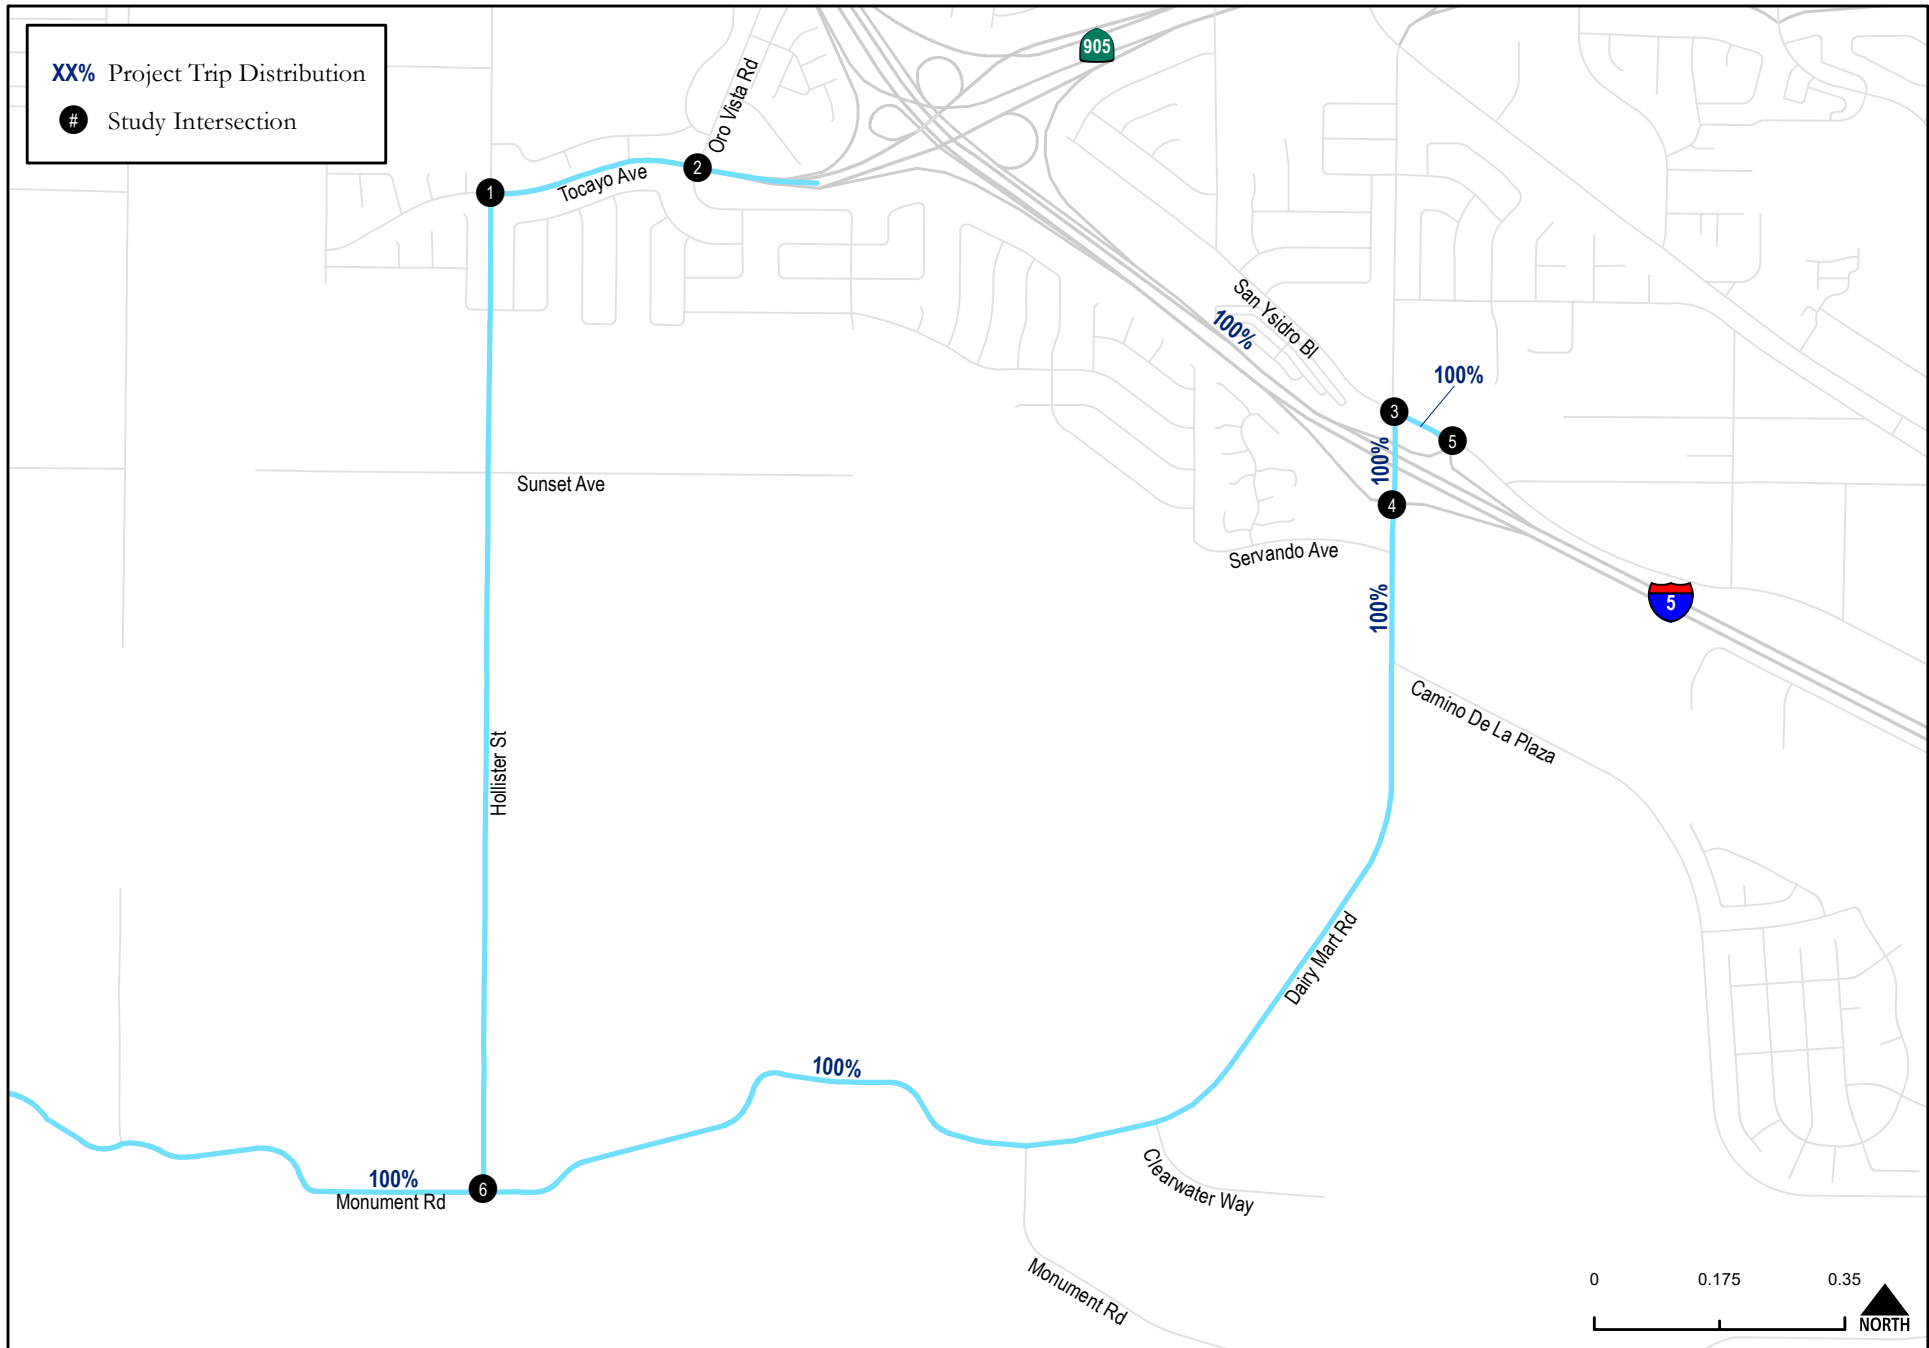 XX% Project Trip Distribution
# Study Intersection
905
Oro Vista Rd
2
1
Tocayo Ave
San Ysidro Bl
100%
100%
3
5
100%
4
Sunset Ave
Servando Ave
100%
5
Camino De La Plaza
Hollister St
Dairy Mart Rd
100%
100%
6
Monument Rd
Clearwater Way
Monument Rd
0 0.175 0.35
NORTH